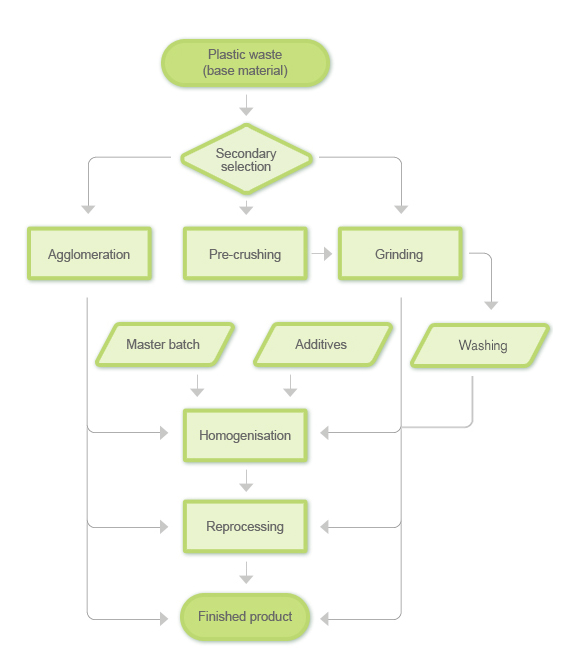 Plastic waste
(base material)
Secondary
selection
Agglomeration
Pre-crushing
Grinding
Master batch
Additives
Washing
Homogenisation
Reprocessing
Finished product